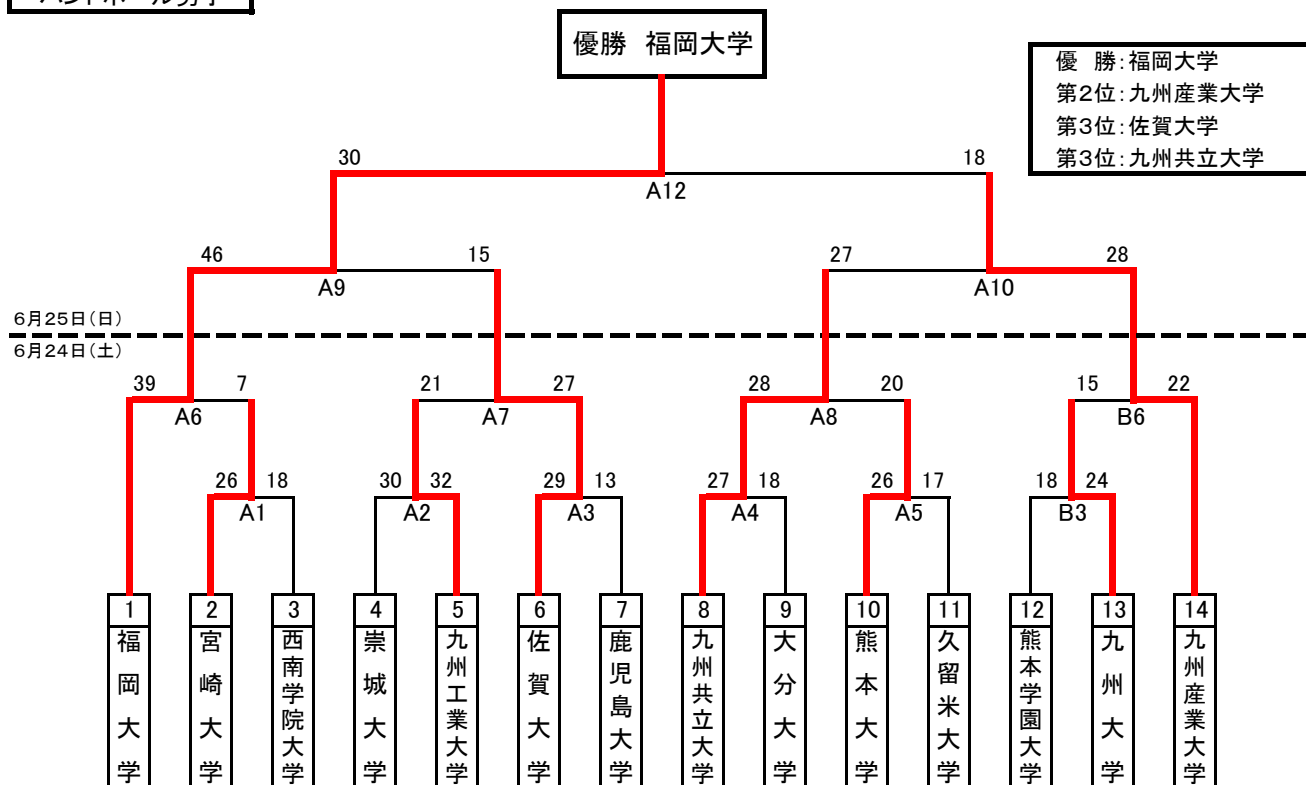 優勝 福岡大学
優 勝:福岡大学
第2位:九州産業大学
第3位:佐賀大学
第3位:九州共立大学
30 18
A12
46 15 27 28
A9 A10
6月25日(日)
6月24日(土)
39 7 21 27 28 20 15 22
A6 A7 A8 B6
26 18 30 32 29 13 27 18 26 17 18 24
A1 A2 A3 A4 A5 B3
1 2 3 4 5 6 7 8 9 10 11 12 13 14
福岡大学
宮崎大学
西南学院大学
崇城大学
九州工業大学
佐賀大学
鹿児島大学
九州共立大学
大分大学
熊本大学
久留米大学
熊本学園大学
九州大学
九州産業大学